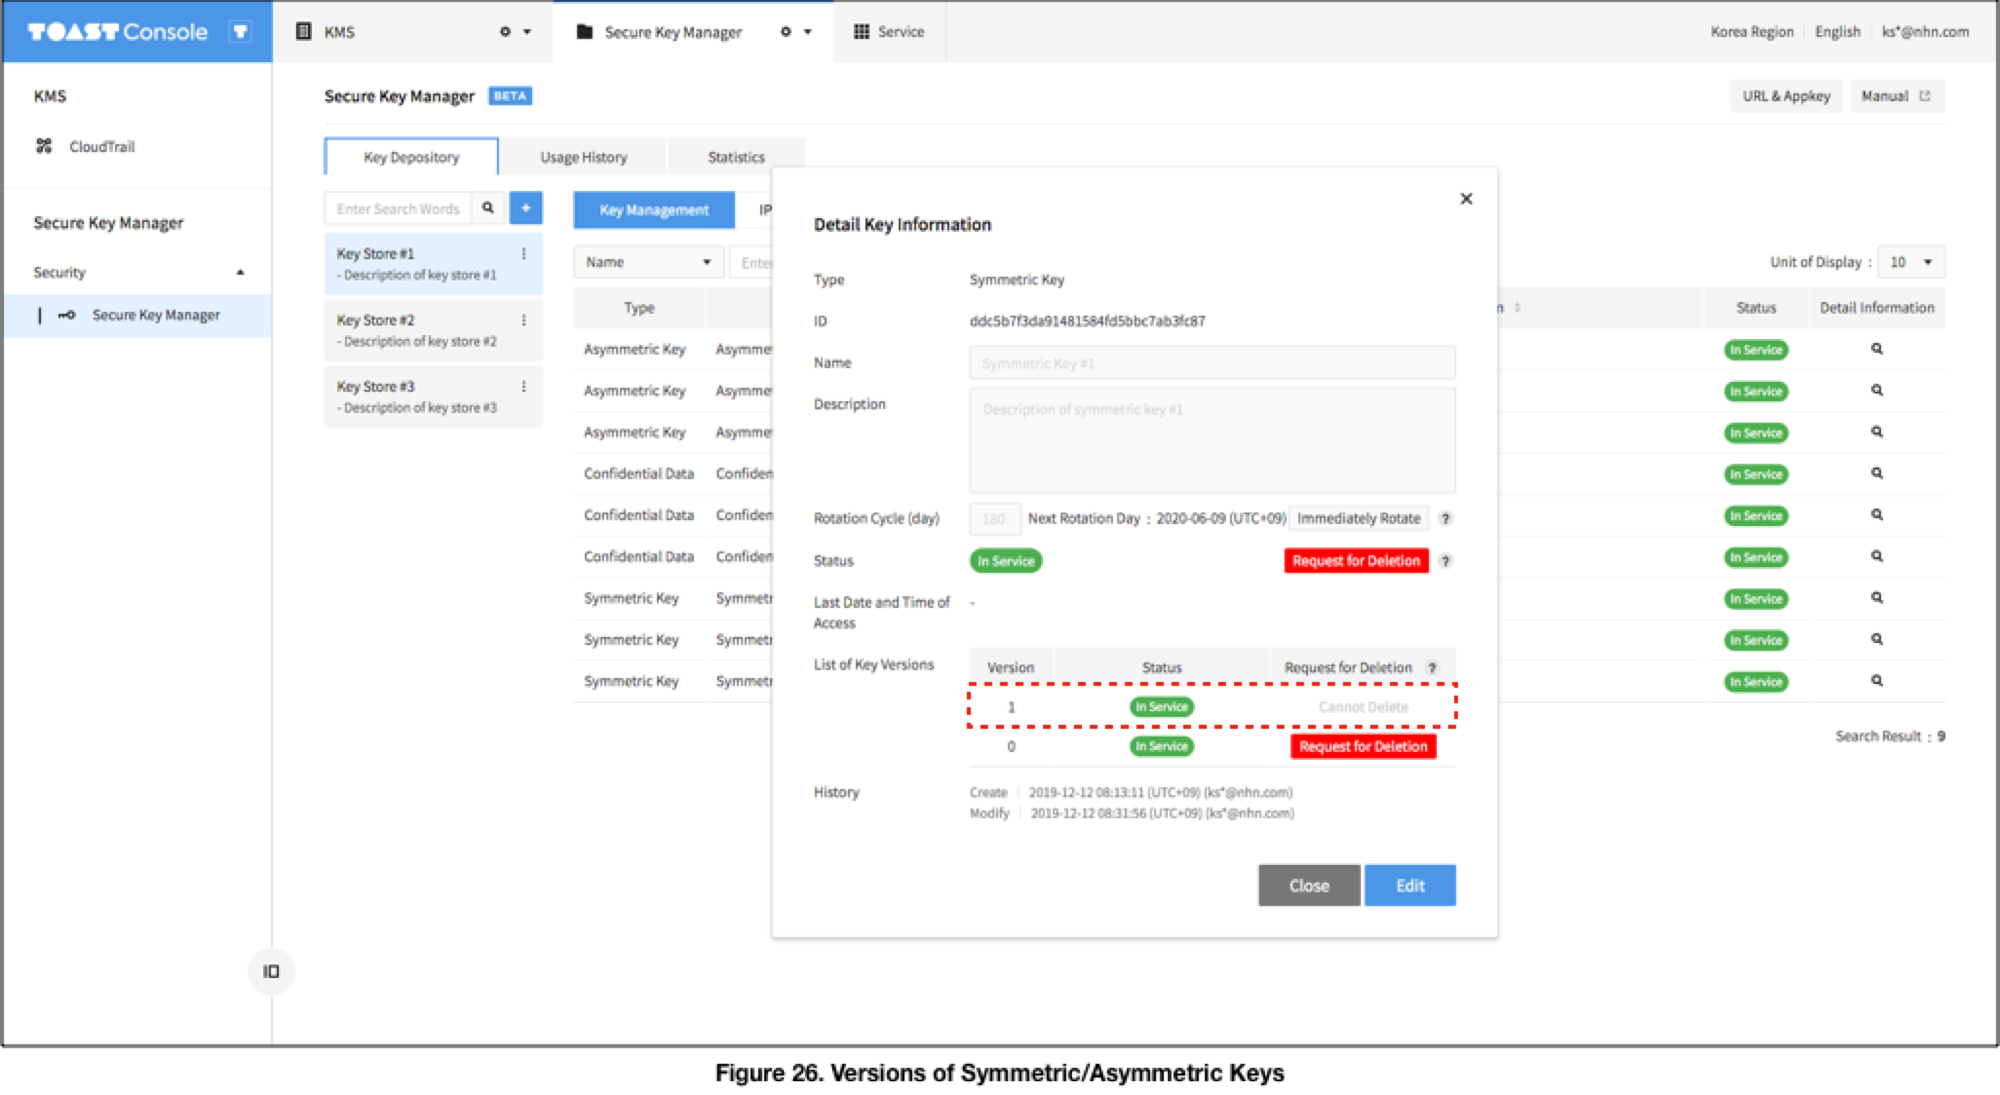 TOAST Console T
KMS
Secure Key Manager
Service
Korea Region
English
ks*@nhn.com
KMS
CloudTrail
Secure Key Manager
Security
Secure Key Manager
Secure Key Manager BETA
URL & Appkey
Manual
Key Depository
Usage History
Statistics
Enter Search Words
+
Key Store #1
- Description of key store #1
Key Store #2
- Description of key store #2
Key Store #3
- Description of key store #3
Key Management
IP
Name
Enter
Unit of Display : 10
Type
n
Status
Detail Information
Asymmetric Key Asymme In Service
Asymmetric Key Asymme In Service
Asymmetric Key Asymme In Service
Confidential Data Confiden In Service
Confidential Data Confiden In Service
Confidential Data Confiden In Service
Symmetric Key Symmetr In Service
Symmetric Key Symmetr In Service
Symmetric Key Symmetr In Service
Search Result : 9
Detail Key Information
Type Symmetric Key
ID ddc5b7f3da91481584fd5bbc7ab3fc87
Name Symmetric Key #1
Description Description of symmetric key #1
Rotation Cycle (day) 180 Next Rotation Day : 2020-06-09 (UTC+09) Immediately Rotate ?
Status In Service Request for Deletion ?
Last Date and Time of -
Access
List of Key Versions Version Status Request for Deletion ?
1 In Service Cannot Delete
0 In Service Request for Deletion
History Create 2019-12-12 08:13:11 (UTC+09) (ks*@nhn.com)
Modify 2019-12-12 08:31:56 (UTC+09) (ks*@nhn.com)
Close
Edit
Figure 26. Versions of Symmetric/Asymmetric Keys